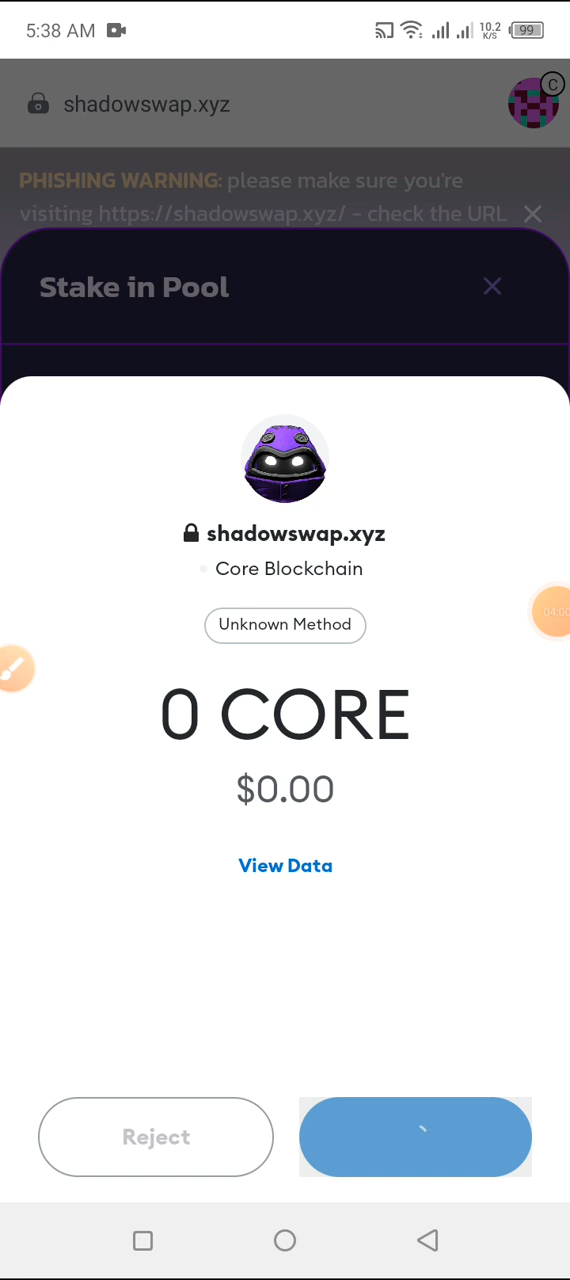 5:38 AM
10.2
K/S
99
shadowswap.xyz
C
PHISHING WARNING: please make sure you're
visiting https://shadowswap.xyz/ - check the URL
Stake in Pool
shadowswap.xyz
Core Blockchain
Unknown Method
04:00
0 CORE
$0.00
View Data
Reject